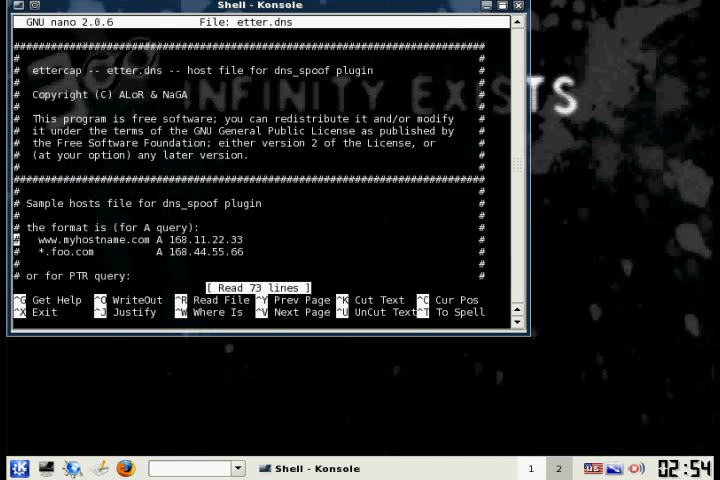 Shell - Konsole
GNU nano 2.0.6 File: etter.dns
############################################################################
# #
# ettercap -- etter.dns -- host file for dns_spoof plugin #
# #
# Copyright (C) ALoR & NaGA #
# #
# This program is free software; you can redistribute it and/or modify #
# it under the terms of the GNU General Public License as published by #
# the Free Software Foundation; either version 2 of the License, or #
# (at your option) any later version. #
# #
############################################################################
# #
# Sample hosts file for dns_spoof plugin #
# #
# the format is (for A query): #
# www.myhostname.com A 168.11.22.33 #
# *.foo.com A 168.44.55.66 #
# #
# or for PTR query: #
[ Read 73 lines ]
^G Get Help ^O WriteOut ^R Read File ^Y Prev Page ^K Cut Text ^C Cur Pos
^X Exit ^J Justify ^W Where Is ^V Next Page ^U UnCut Text ^T To Spell
INFINITY EXISTS
Shell - Konsole
1 2
US
02:54